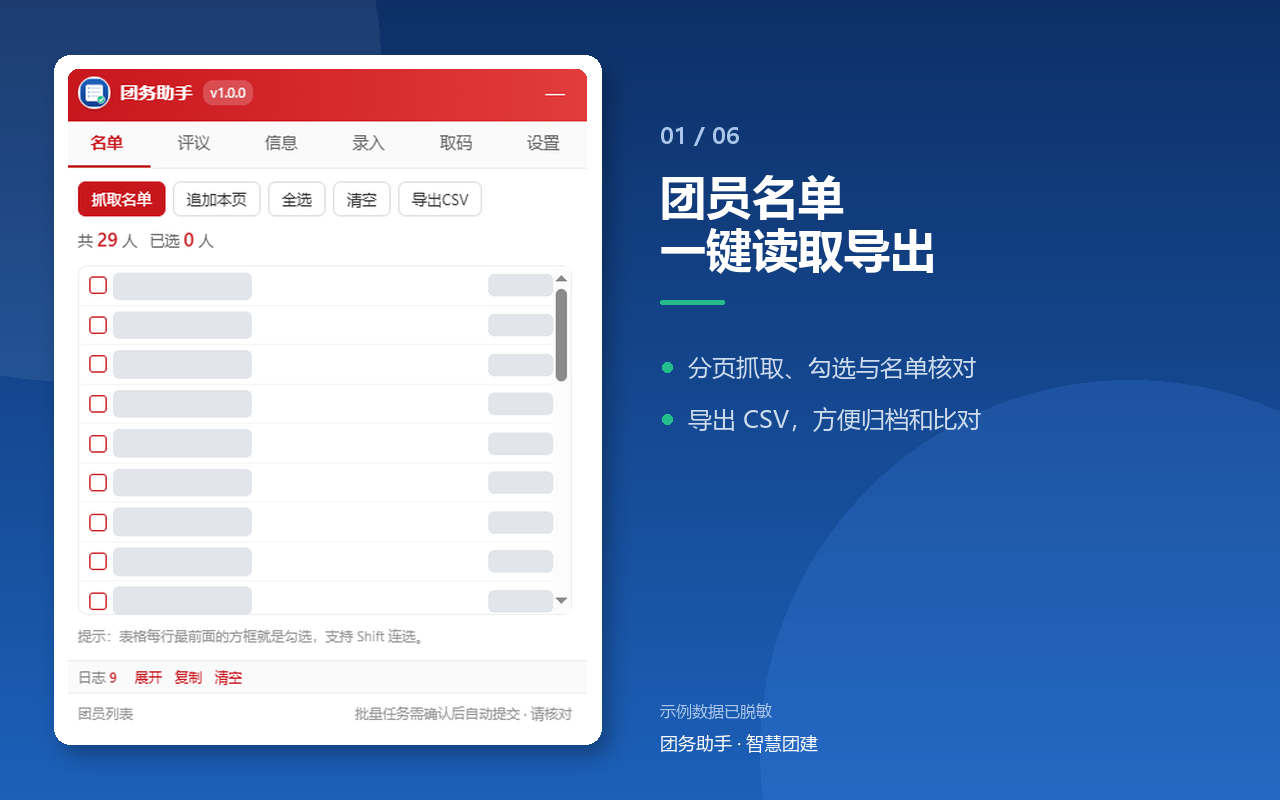 团务助手 v1.0.0
名单 评议 信息 录入 取码 设置
抓取名单 追加本页 全选 清空 导出CSV
共 29 人 已选 0 人
提示：表格每行最前面的方框就是勾选，支持 Shift 连选。
日志 9 展开 复制 清空
团员列表 批量任务需确认后自动提交 · 请核对
01 / 06
团员名单
一键读取导出
分页抓取、勾选与名单核对
导出 CSV，方便归档和比对
示例数据已脱敏
团务助手 · 智慧团建